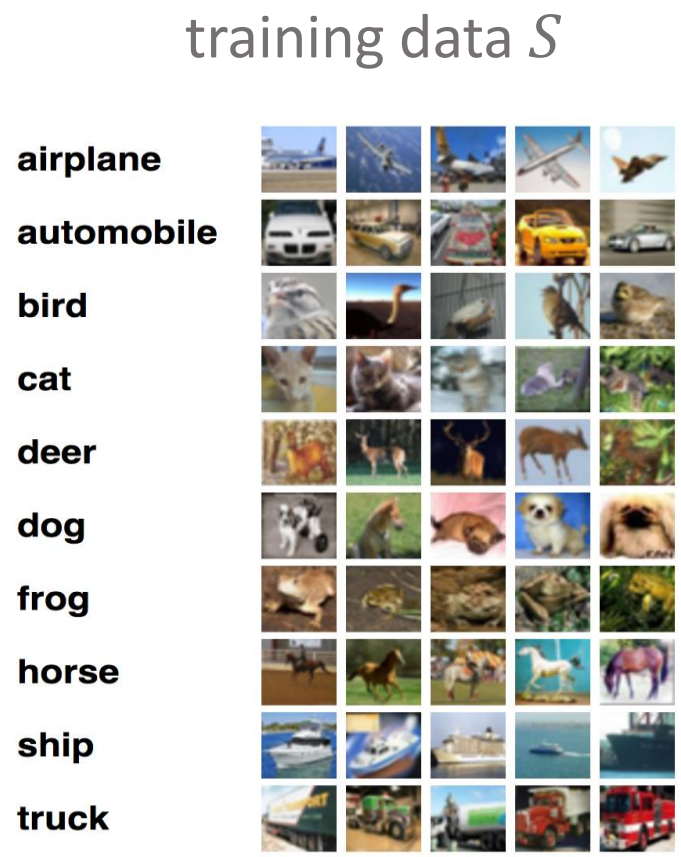 training data S
airplane
automobile
bird
cat
deer
dog
frog
horse
ship
truck